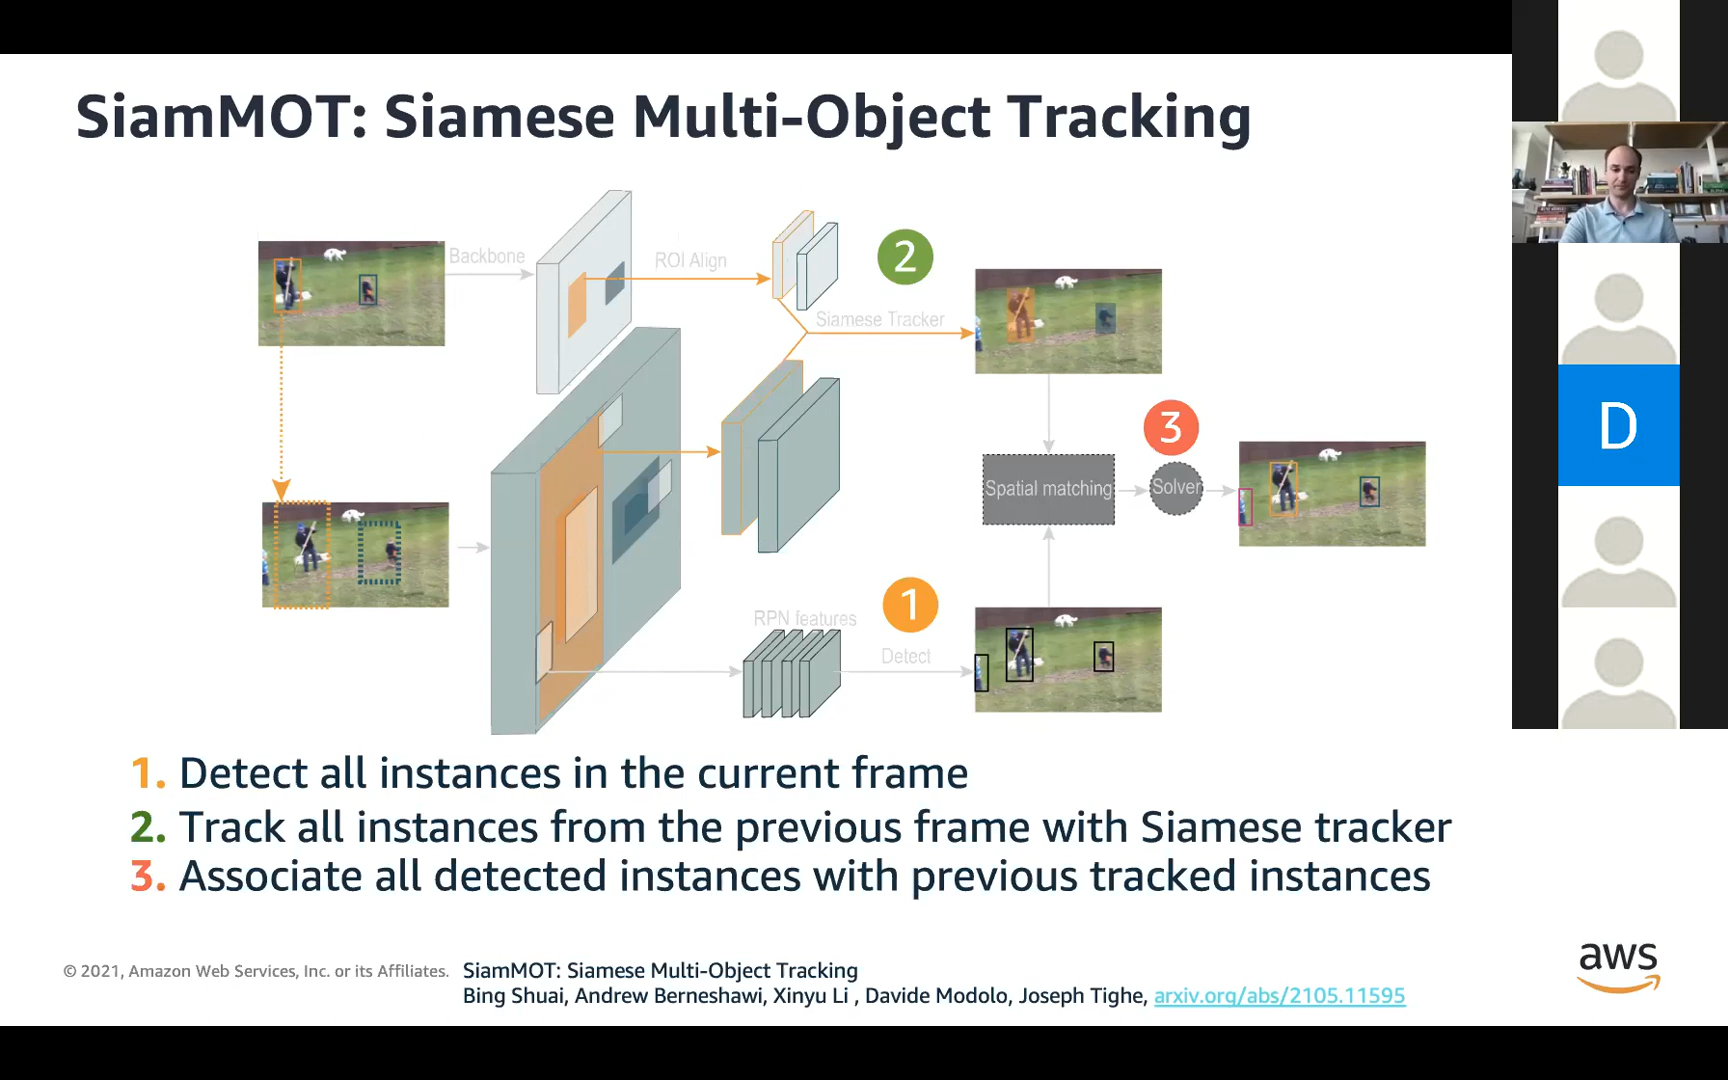 SiamMOT: Siamese Multi-Object Tracking
Backbone
ROI Align
2
Siamese Tracker
3
Spatial matching
Solver
RPN features
1
Detect
1. Detect all instances in the current frame
2. Track all instances from the previous frame with Siamese tracker
3. Associate all detected instances with previous tracked instances
© 2021, Amazon Web Services, Inc. or its Affiliates.
SiamMOT: Siamese Multi-Object Tracking
Bing Shuai, Andrew Berneshawi, Xinyu Li , Davide Modolo, Joseph Tighe, arxiv.org/abs/2105.11595
aws
D